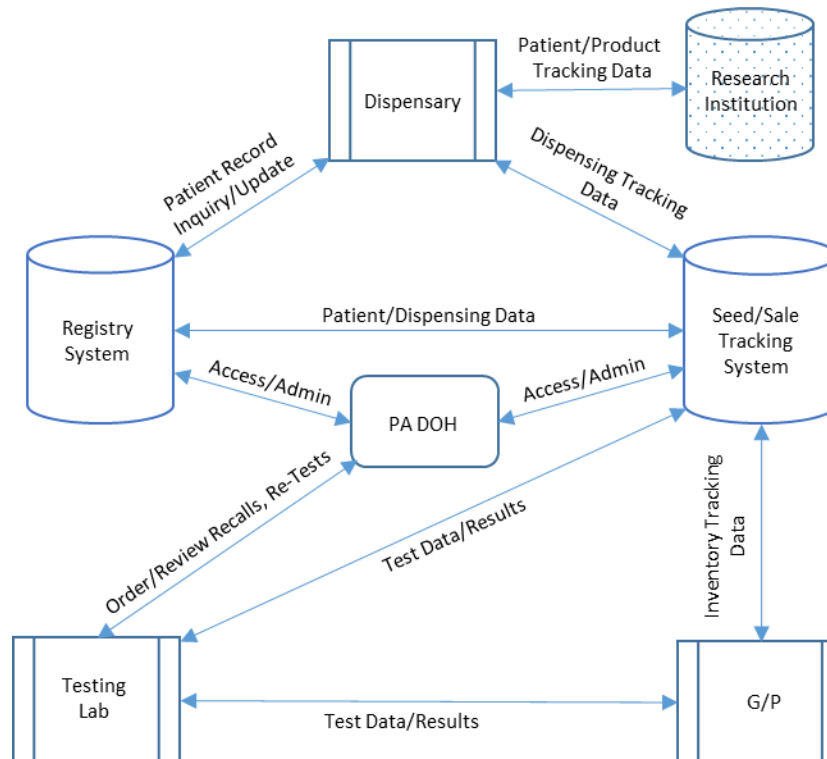 Patient/Product
Tracking Data
Research
Institution
Dispensary
Patient Record
Inquiry/Update
Dispensing Tracking
Data
Registry
System
Patient/Dispensing Data
Seed/Sale
Tracking
System
Access/Admin
Access/Admin
PA DOH
Order/Review Recalls, Re-Tests
Test Data/Results
Inventory Tracking
Data
Testing
Lab
Test Data/Results
G/P